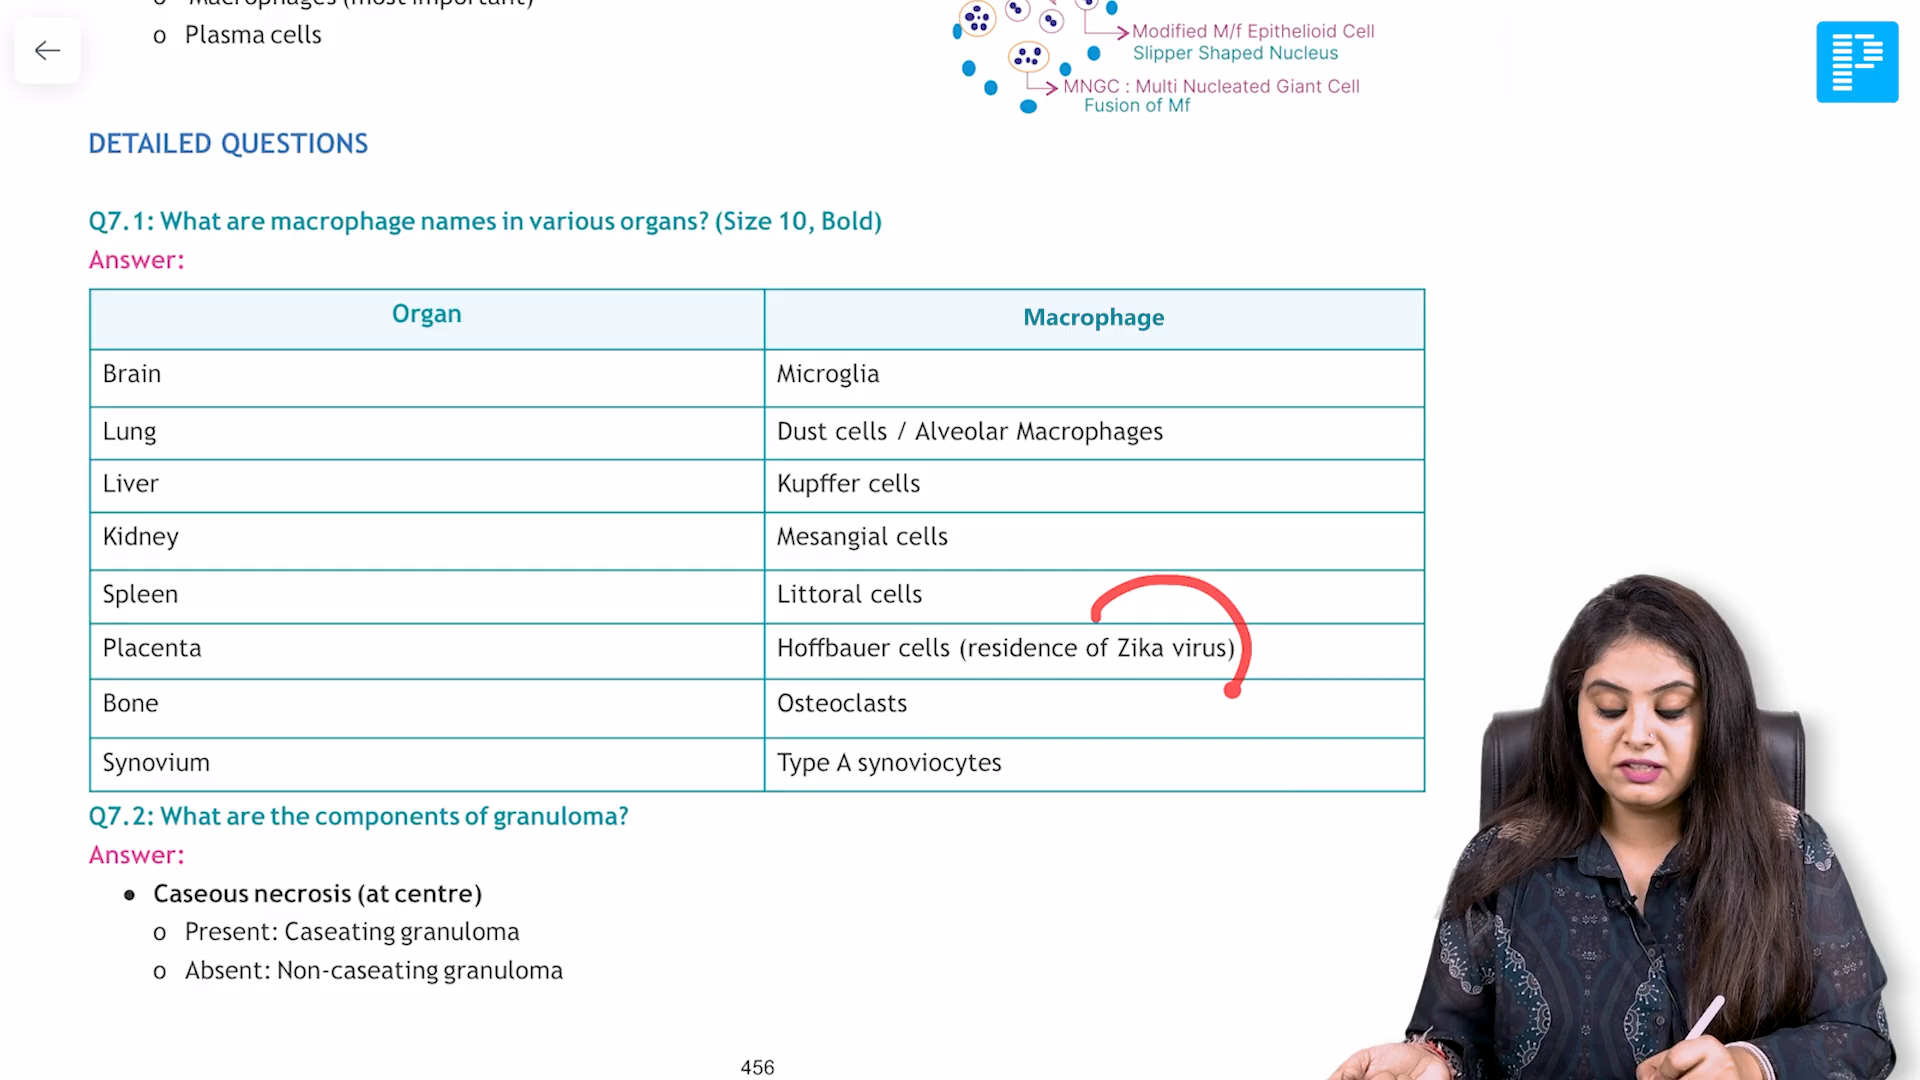 o Macrophages (most important)
o Plasma cells
Modified M/f Epithelioid Cell
Slipper Shaped Nucleus
MNGC : Multi Nucleated Giant Cell
Fusion of Mf
DETAILED QUESTIONS
Q7.1: What are macrophage names in various organs? (Size 10, Bold)
Answer:
Organ Macrophage
Brain Microglia
Lung Dust cells / Alveolar Macrophages
Liver Kupffer cells
Kidney Mesangial cells
Spleen Littoral cells
Placenta Hoffbauer cells (residence of Zika virus)
Bone Osteoclasts
Synovium Type A synoviocytes
Q7.2: What are the components of granuloma?
Answer:
• Caseous necrosis (at centre)
o Present: Caseating granuloma
o Absent: Non-caseating granuloma
456